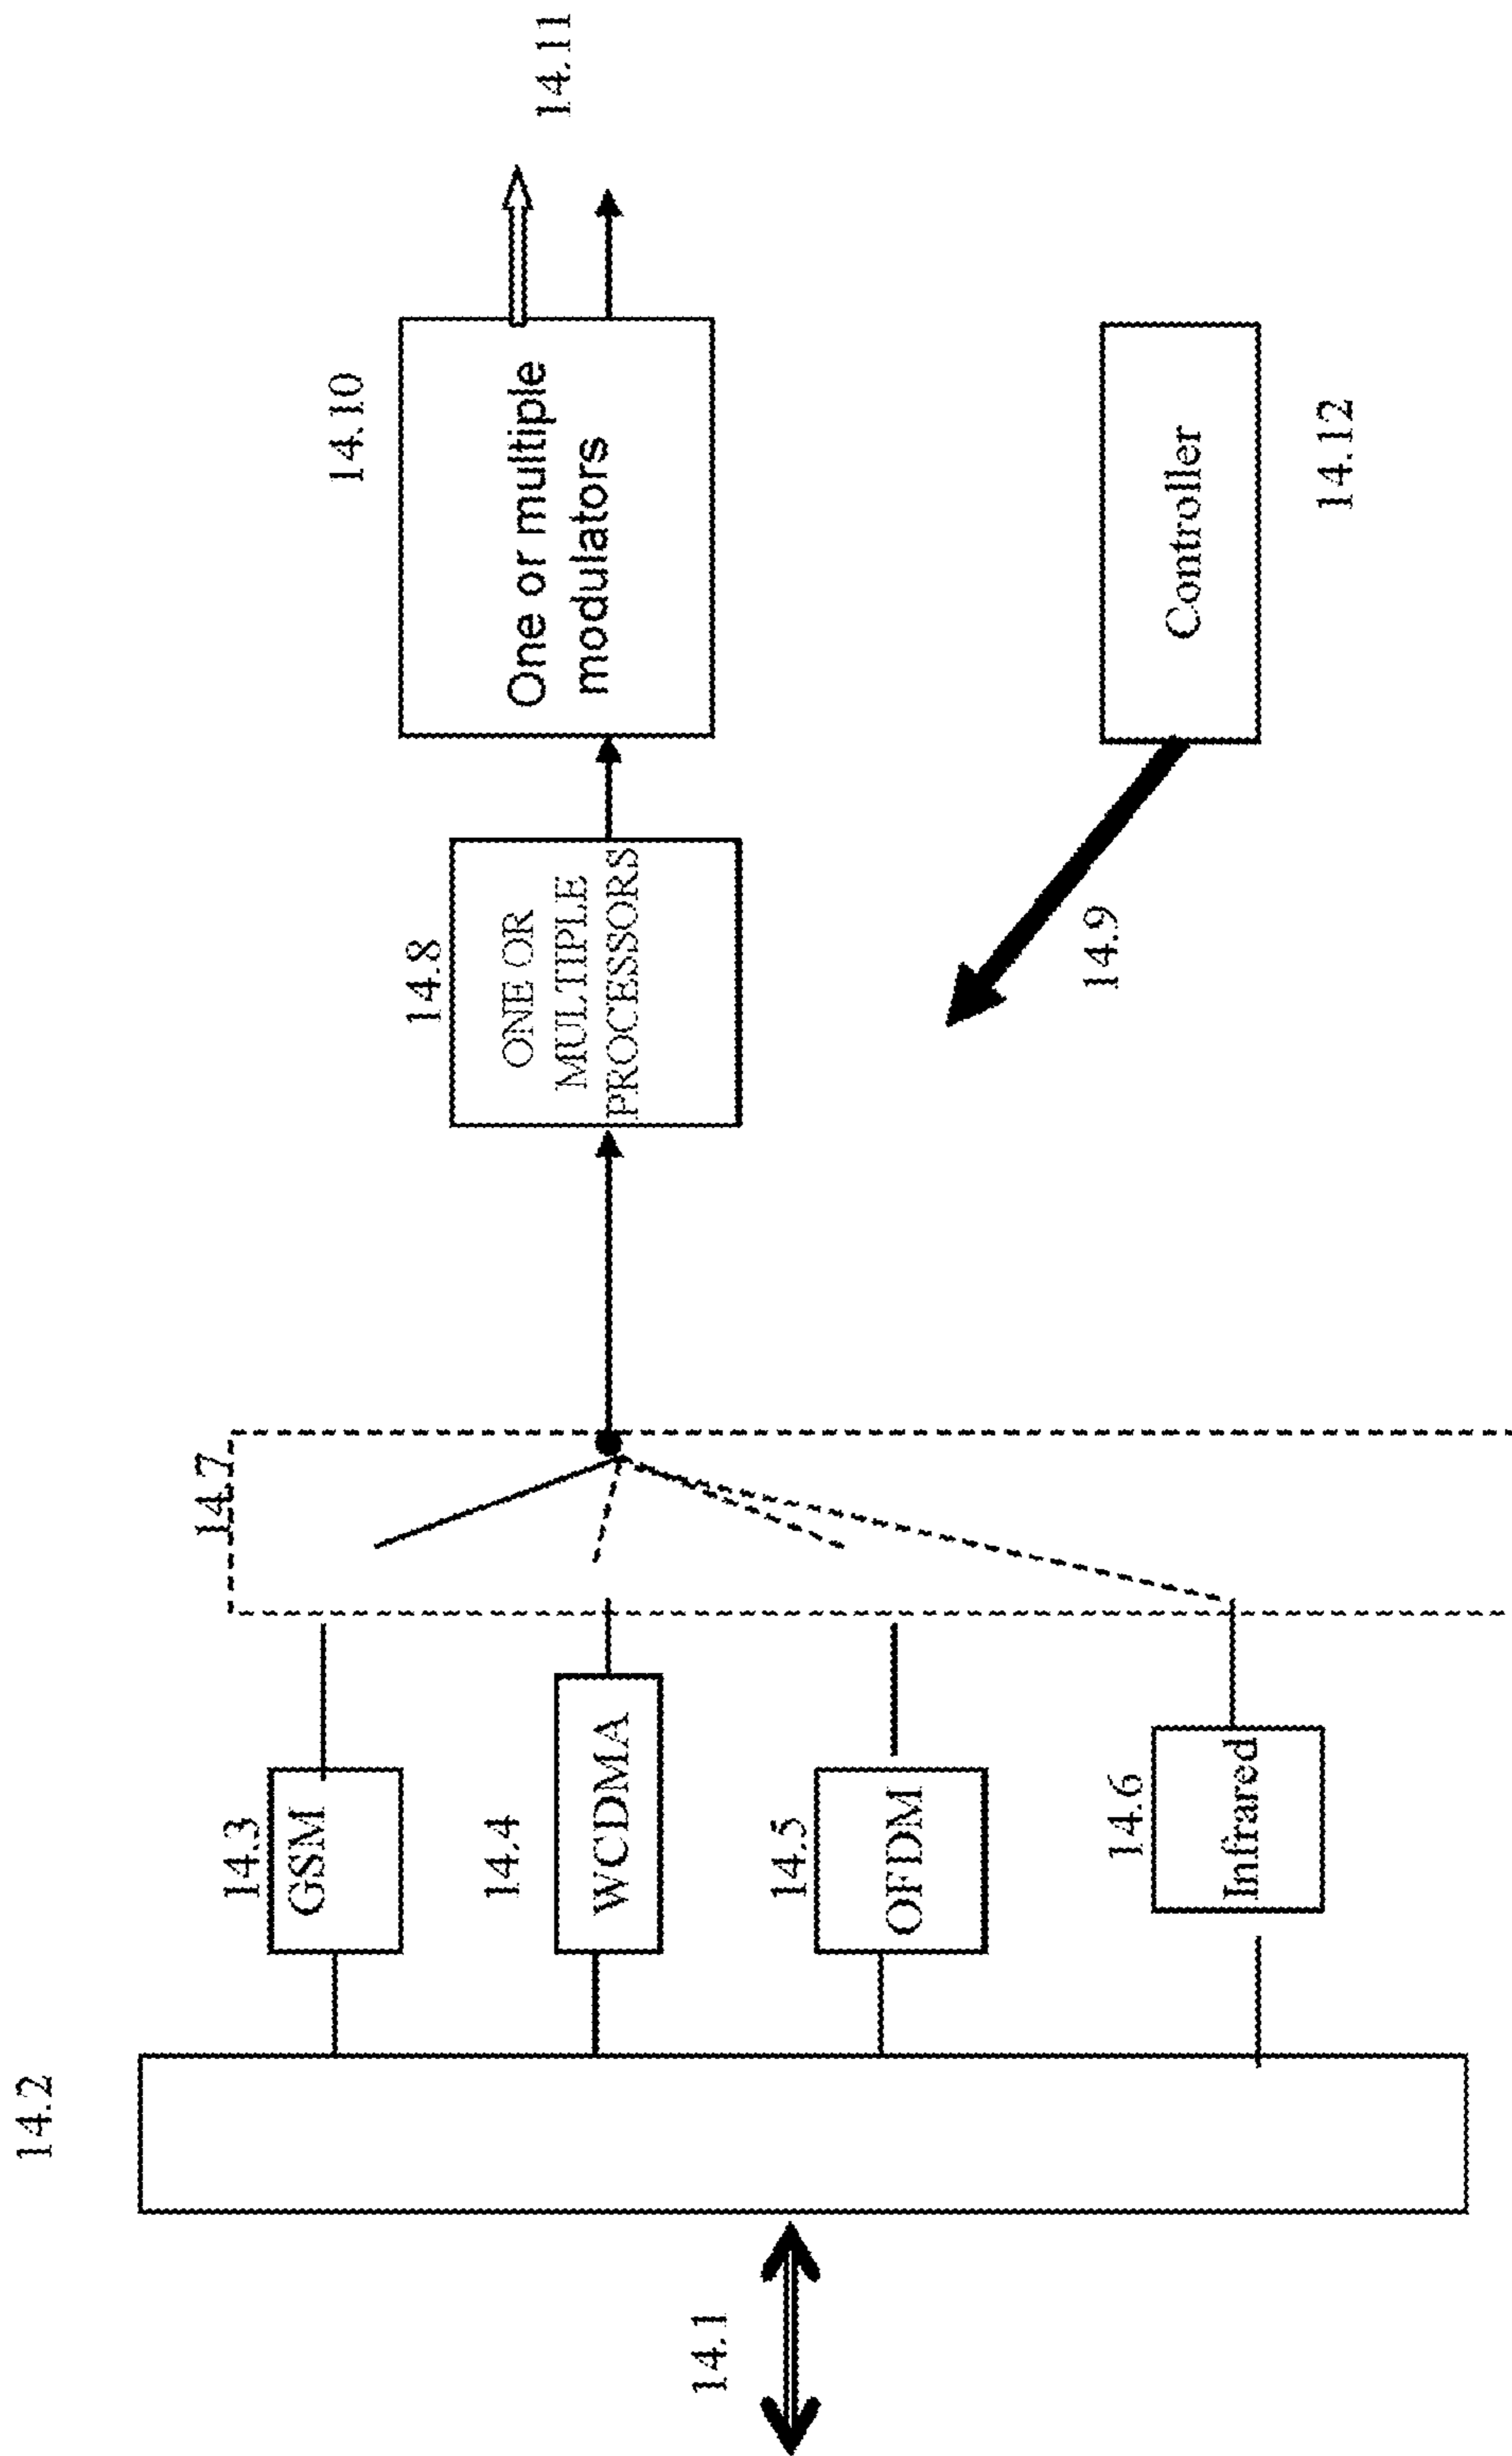 14.1
14.2
14.3
GSM
14.4
WCDMA
14.5
OFDM
14.6
Infrared
14.7
14.8
ONE OR
MULTIPLE
PROCESSORS
14.9
14.10
One or multiple
modulators
14.11
Controller
14.12